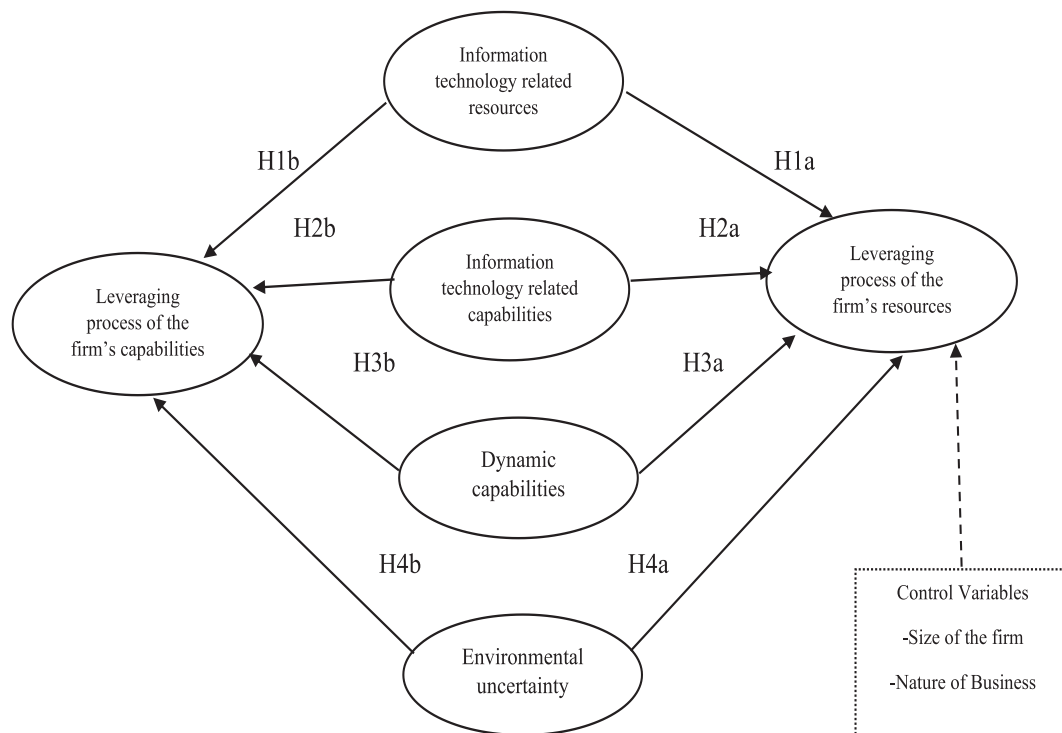 Information
technology related
resources
H1b
H1a
H2b
H2a
Leveraging
process of the
firm's resources
Information
technology related
capabilities
Leveraging
process of the
firm's capabilities
H3b
H3a
Dynamic
capabilities
H4b
H4a
Control Variables
-Size of the firm
-Nature of Business
Environmental
uncertainty